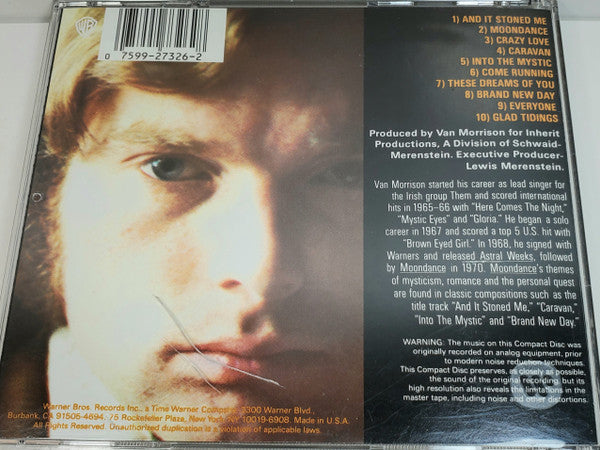 WB
0 7599-27326-2
1) AND IT STONED ME
2) MOONDANCE
3) CRAZY LOVE
4) CARAVAN
5) INTO THE MYSTIC
6) COME RUNNING
7) THESE DREAMS OF YOU
8) BRAND NEW DAY
9) EVERYONE
10) GLAD TIDINGS
Produced by Van Morrison for Inherit
Productions, A Division of Schwaid-
Merenstein. Executive Producer-
Lewis Merenstein.
Van Morrison started his career as lead singer for
the Irish group Them and scored international
hits in 1965-66 with "Here Comes The Night,"
"Mystic Eyes" and "Gloria." He began a solo
career in 1967 and scored a top 5 U.S. hit with
"Brown Eyed Girl." In 1968, he signed with
Warners and released Astral Weeks, followed
by Moondance in 1970. Moondance's themes
of mysticism, romance and the personal quest
are found in classic compositions such as the
title track "And It Stoned Me," "Caravan,"
"Into The Mystic" and "Brand New Day."
WARNING: The music on this Compact Disc was
originally recorded on analog equipment, prior
to modern noise reduction techniques.
This Compact Disc preserves, as closely as possible,
the sound of the original recording, but its
high resolution also reveals the limitations in the
master tape, including noise and other distortions.
Warner Bros. Records Inc., a Time Warner Company, 3300 Warner Blvd.,
Burbank, CA 91505-4694. 75 Rockefeller Plaza, New York, NY 10019-6908. Made in U.S.A.
All Rights Reserved. Unauthorized duplication is a violation of applicable laws.